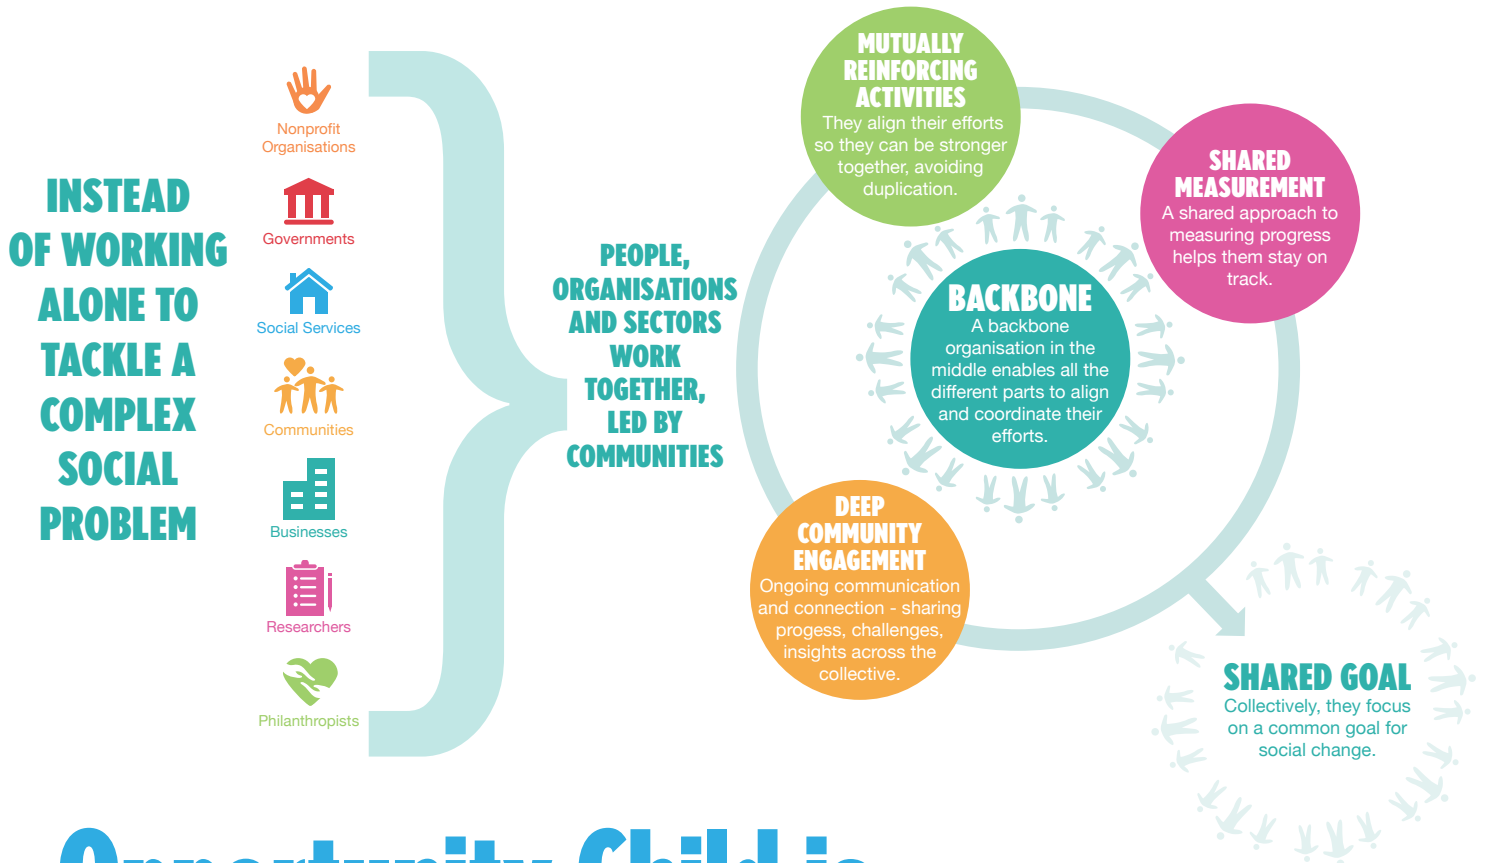 INSTEAD
OF WORKING
ALONE TO
TACKLE A
COMPLEX
SOCIAL
PROBLEM
Nonprofit
Organisations
Governments
Social Services
Communities
Businesses
Researchers
Philanthropists
PEOPLE,
ORGANISATIONS
AND SECTORS
WORK
TOGETHER,
LED BY
COMMUNITIES
MUTUALLY
REINFORCING
ACTIVITIES
They align their efforts
so they can be stronger
together, avoiding
duplication.
SHARED
MEASUREMENT
A shared approach to
measuring progress
helps them stay on
track.
BACKBONE
A backbone
organisation in the
middle enables all the
different parts to align
and coordinate their
efforts.
DEEP
COMMUNITY
ENGAGEMENT
Ongoing communication
and connection - sharing
progess, challenges,
insights across the
collective.
SHARED GOAL
Collectively, they focus
on a common goal for
social change.
Opportunity Child is